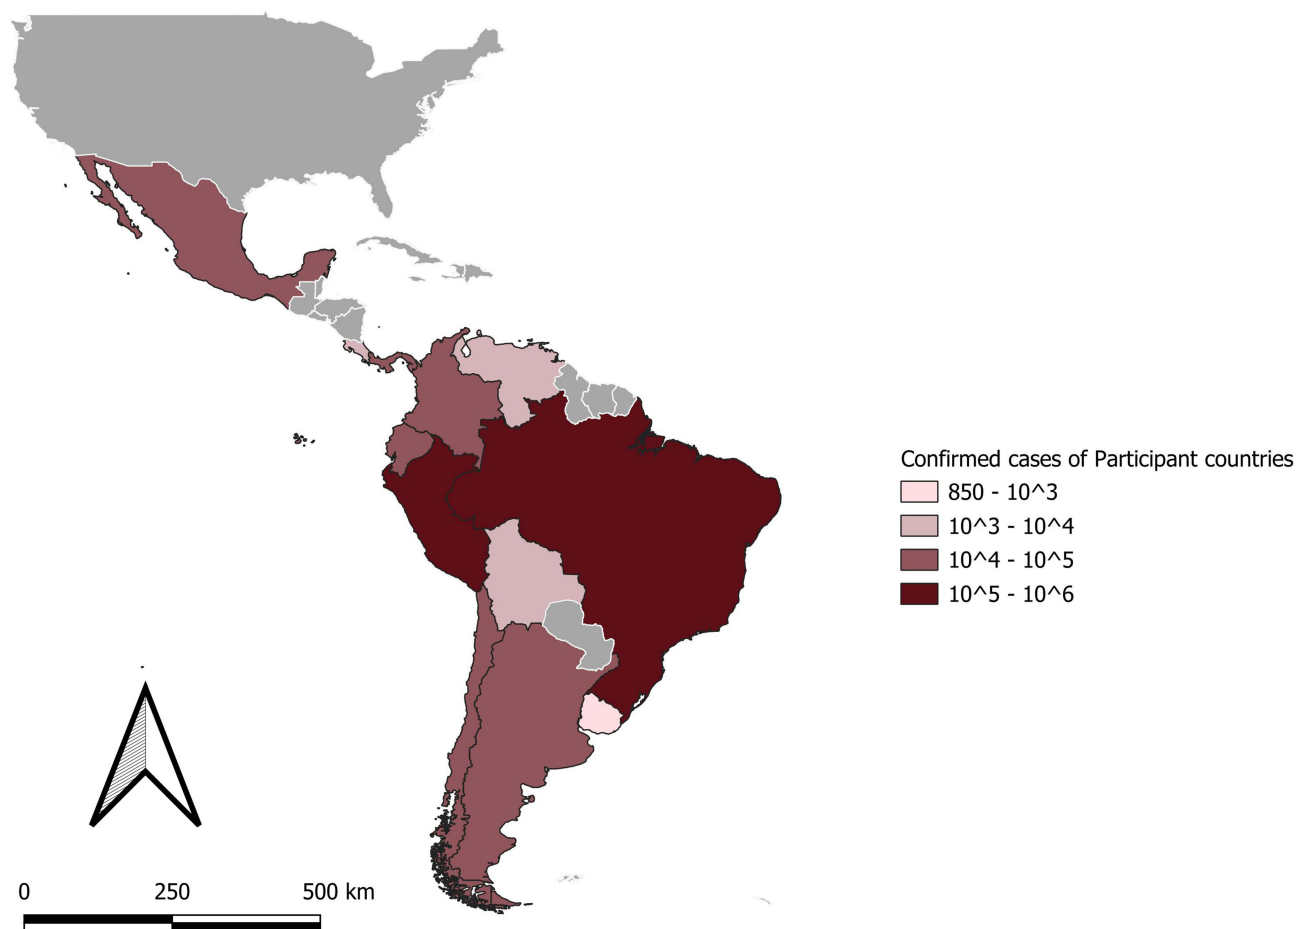 Confirmed cases of Participant countries
850 - 10^3
10^3 - 10^4
10^4 - 10^5
10^5 - 10^6
0 250 500 km